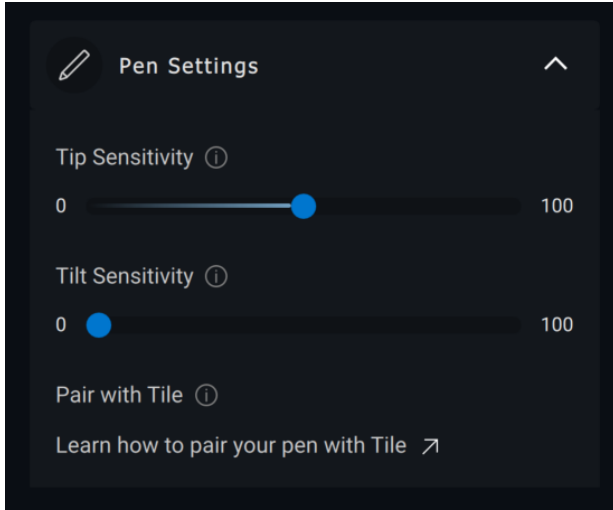 Pen Settings
Tip Sensitivity
0 100
Tilt Sensitivity
0 100
Pair with Tile
Learn how to pair your pen with Tile